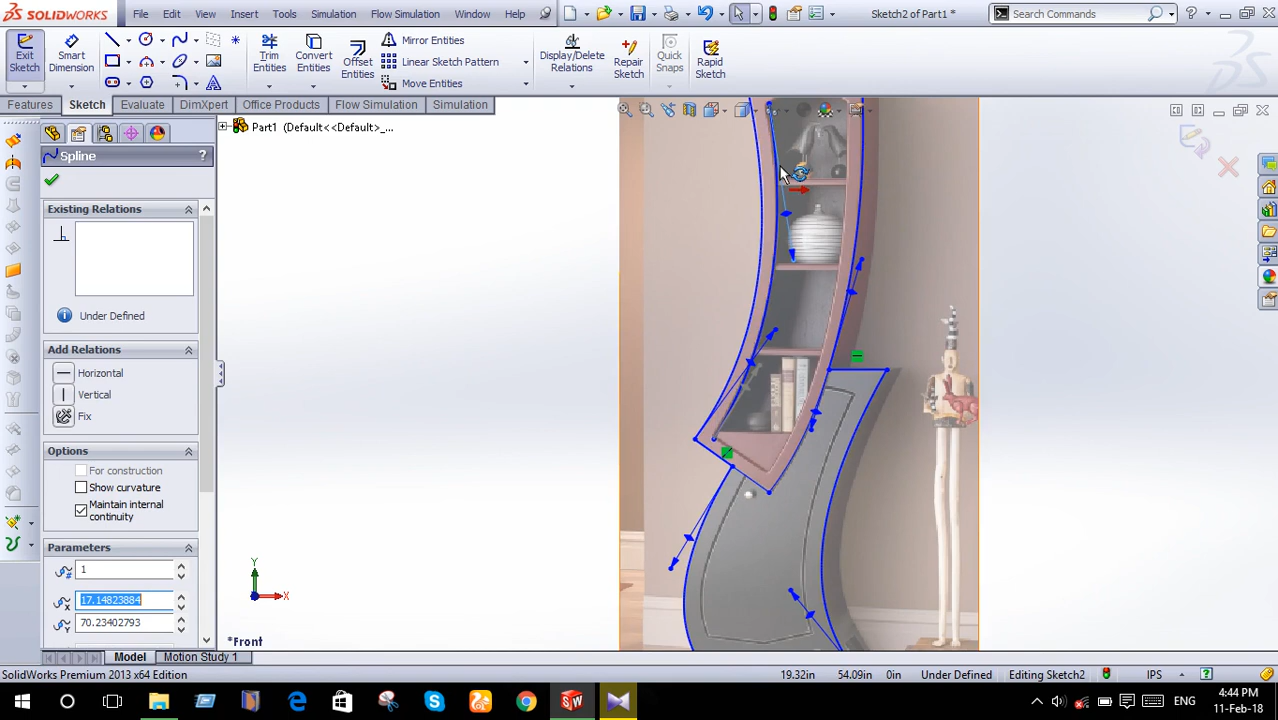 SOLIDWORKS File Edit View Insert Tools Simulation Flow Simulation Window Help Sketch2 of Part1 * Search Commands
Exit Sketch Smart Dimension Trim Entities Convert Entities Offset Entities Mirror Entities Linear Sketch Pattern Move Entities Display/Delete Relations Repair Sketch Quick Snaps Rapid Sketch
Features Sketch Evaluate DimXpert Office Products Flow Simulation Simulation
Part1 (Default<<Default>_...
Spline ?
Existing Relations
Under Defined
Add Relations
Horizontal
Vertical
Fix
Options
For construction
Show curvature
Maintain internal
continuity
Parameters
1
17.14823884
70.23402793
Y
X
*Front
Model Motion Study 1
SolidWorks Premium 2013 x64 Edition 19.32in 54.09in 0in Under Defined Editing Sketch2 IPS
ENG 4:44 PM
11-Feb-18